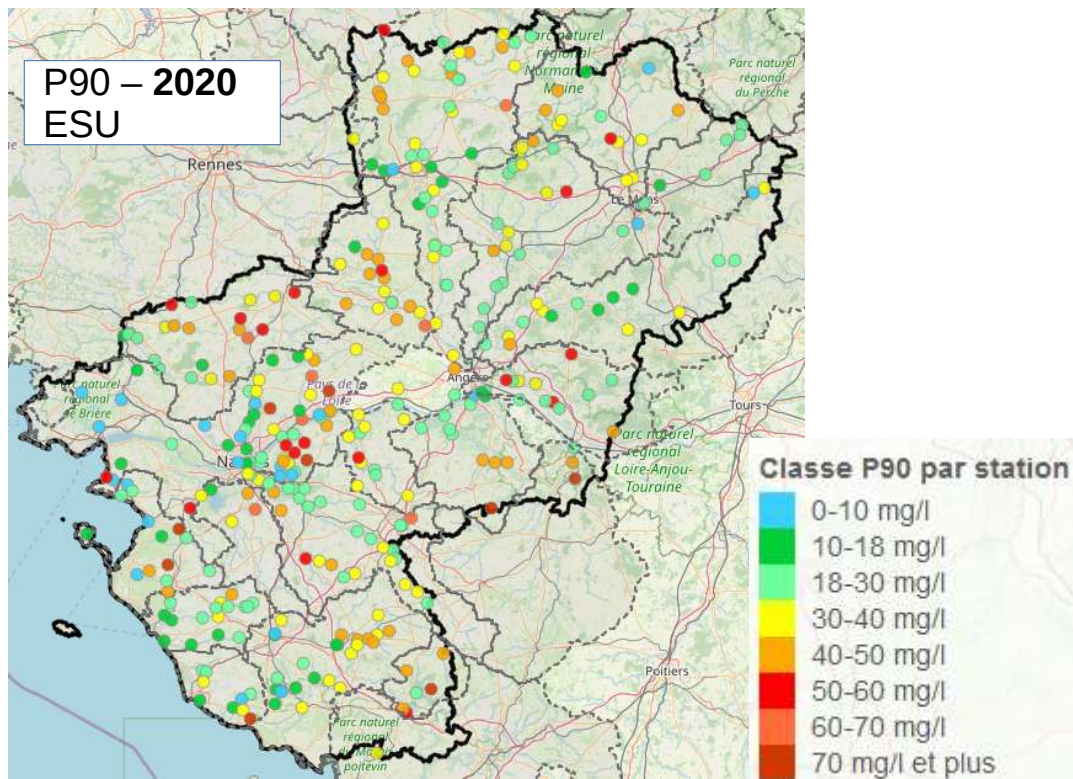 P90 – 2020
ESU
Parc naturel
régional
Normandie
Maine
Parc naturel
régional
du Perche
Rennes
Le Mans
Parc naturel
régional
de Brière
Pays de la
Loire
Angers
Tours
Nantes
Parc naturel
régional
Loire-Anjou-
Touraine
Poitiers
Parc naturel
régional
du Marais
poitevin
Classe P90 par station
0-10 mg/l
10-18 mg/l
18-30 mg/l
30-40 mg/l
40-50 mg/l
50-60 mg/l
60-70 mg/l
70 mg/l et plus